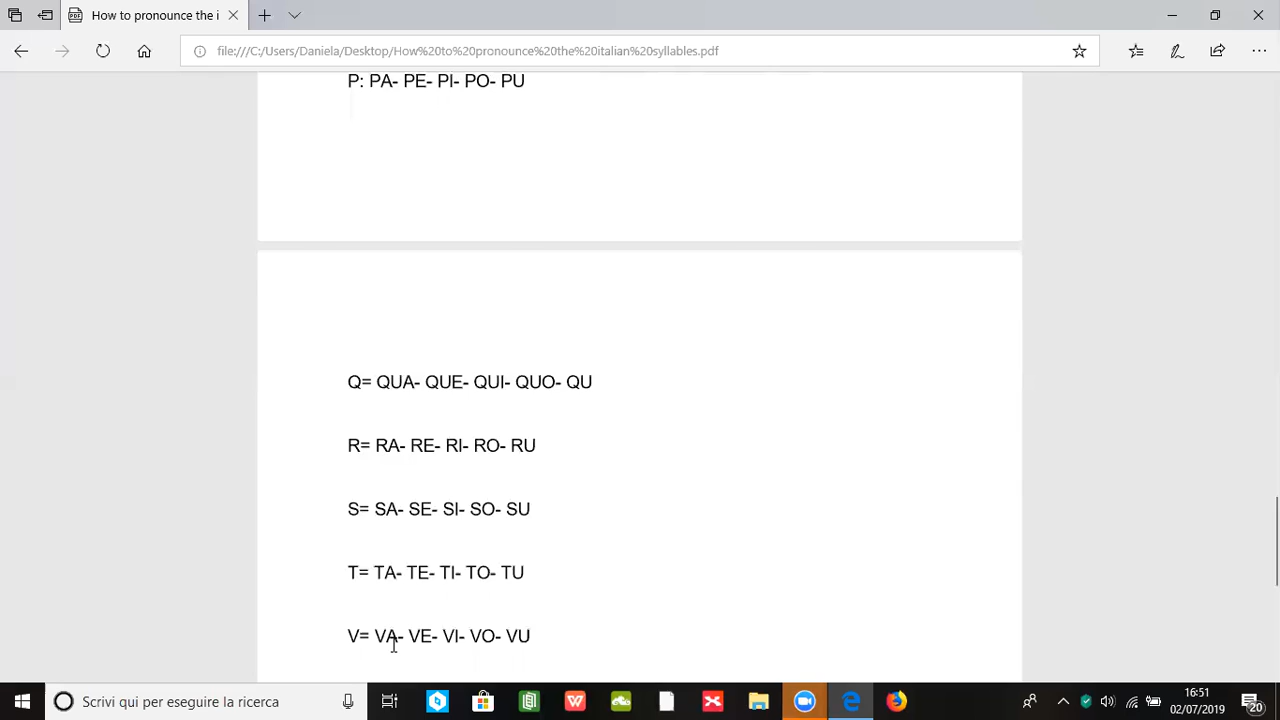 How to pronounce the i
file:///C:/Users/Daniela/Desktop/How%20to%20pronounce%20the%20italian%20syllables.pdf
P: PA- PE- PI- PO- PU
Q= QUA- QUE- QUI- QUO- QU
R= RA- RE- RI- RO- RU
S= SA- SE- SI- SO- SU
T= TA- TE- TI- TO- TU
V= VA- VE- VI- VO- VU
Scrivi qui per eseguire la ricerca
16:51
02/07/2019
20